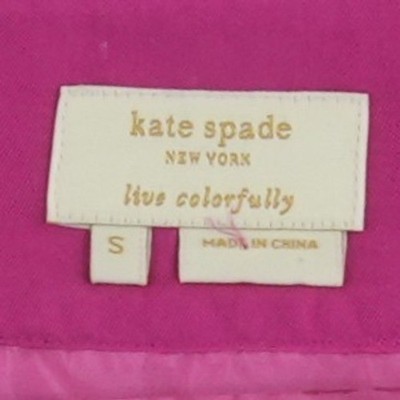 kate spade
NEW YORK
live colorfully
S
MADE IN CHINA